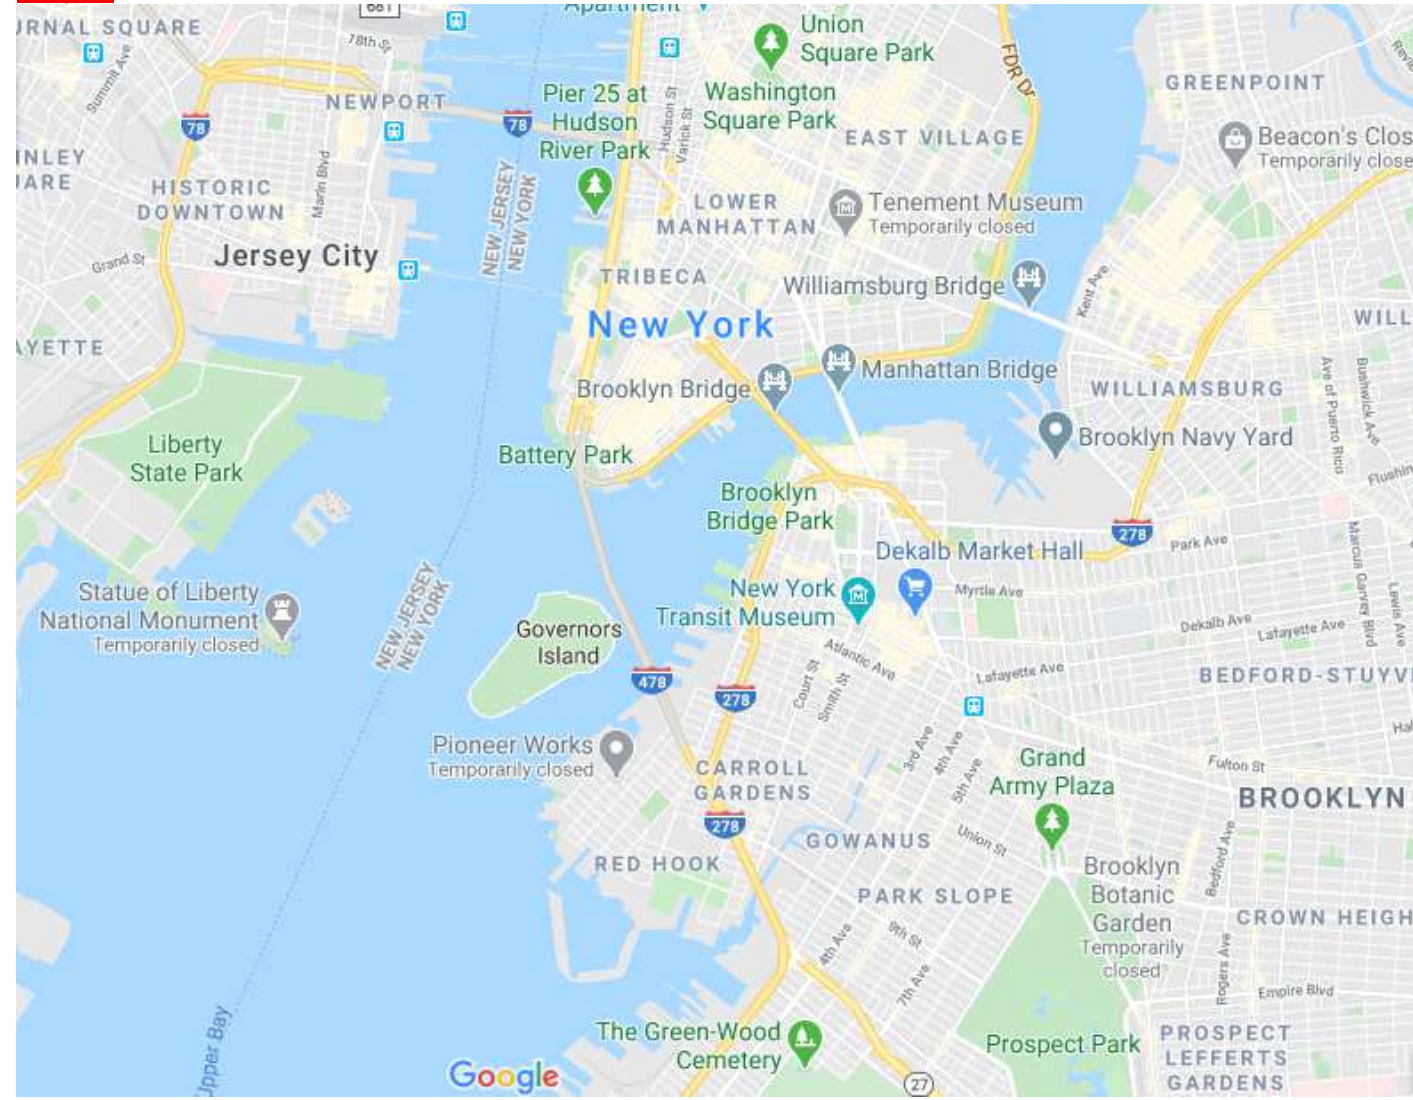 681
Apartment
Union
Square Park
JRNAL SQUARE
18th St
FDR Dr
Summit Ave
NEWPORT
Pier 25 at
Hudson
River Park
Hudson St
Varick St
Washington
Square Park
GREENPOINT
78
78
EAST VILLAGE
Beacon's Clos
Temporarily close
INLEY
JARE
HISTORIC
DOWNTOWN
Marin Blvd
NEW JERSEY
NEW YORK
LOWER
MANHATTAN
Tenement Museum
Temporarily closed
Grand St
Jersey City
TRIBECA
Williamsburg Bridge
Kent Ave
New York
WILL
AYETTE
Brooklyn Bridge
Manhattan Bridge
WILLIAMSBURG
Ave of Puerto Rico
Bushwick Ave
Liberty
State Park
Battery Park
Brooklyn Navy Yard
Flushin
Brooklyn
Bridge Park
278
Park Ave
Marcus Garvey Blvd
Dekalb Market Hall
Statue of Liberty
National Monument
Temporarily closed
NEW JERSEY
NEW YORK
New York
Transit Museum
Myrtle Ave
Lewis Ave
Governors
Island
Dekalb Ave
Lafayette Ave
Atlantic Ave
478
278
Court St
Smith St
Lafayette Ave
BEDFORD-STUYV
Hal
Pioneer Works
Temporarily closed
3rd Ave
4th Ave
5th Ave
Grand
Army Plaza
Fulton St
CARROLL
GARDENS
BROOKLYN
278
GOWANUS
Union St
Bedford Ave
RED HOOK
Brooklyn
Botanic
Garden
Temporarily
closed
PARK SLOPE
CROWN HEIGH
4th Ave
9th St
7th Ave
Rogers Ave
Empire Blvd
Upper Bay
The Green-Wood
Cemetery
Prospect Park
PROSPECT
LEFFERTS
GARDENS
Google
27